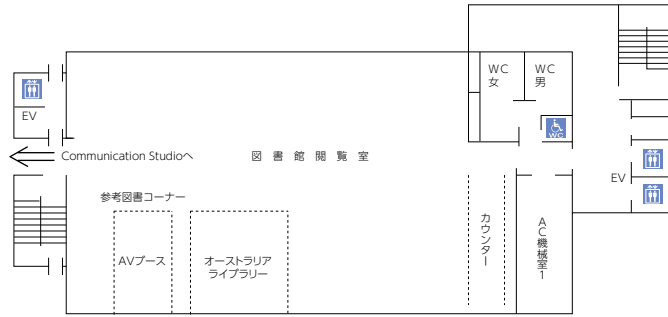 WC
女
WC
男
WC
EV
Communication Studioへ
図書館閲覧室
EV
参考図書コーナー
AVブース
オーストラリア
ライブラリー
カウンター
AC機械室1